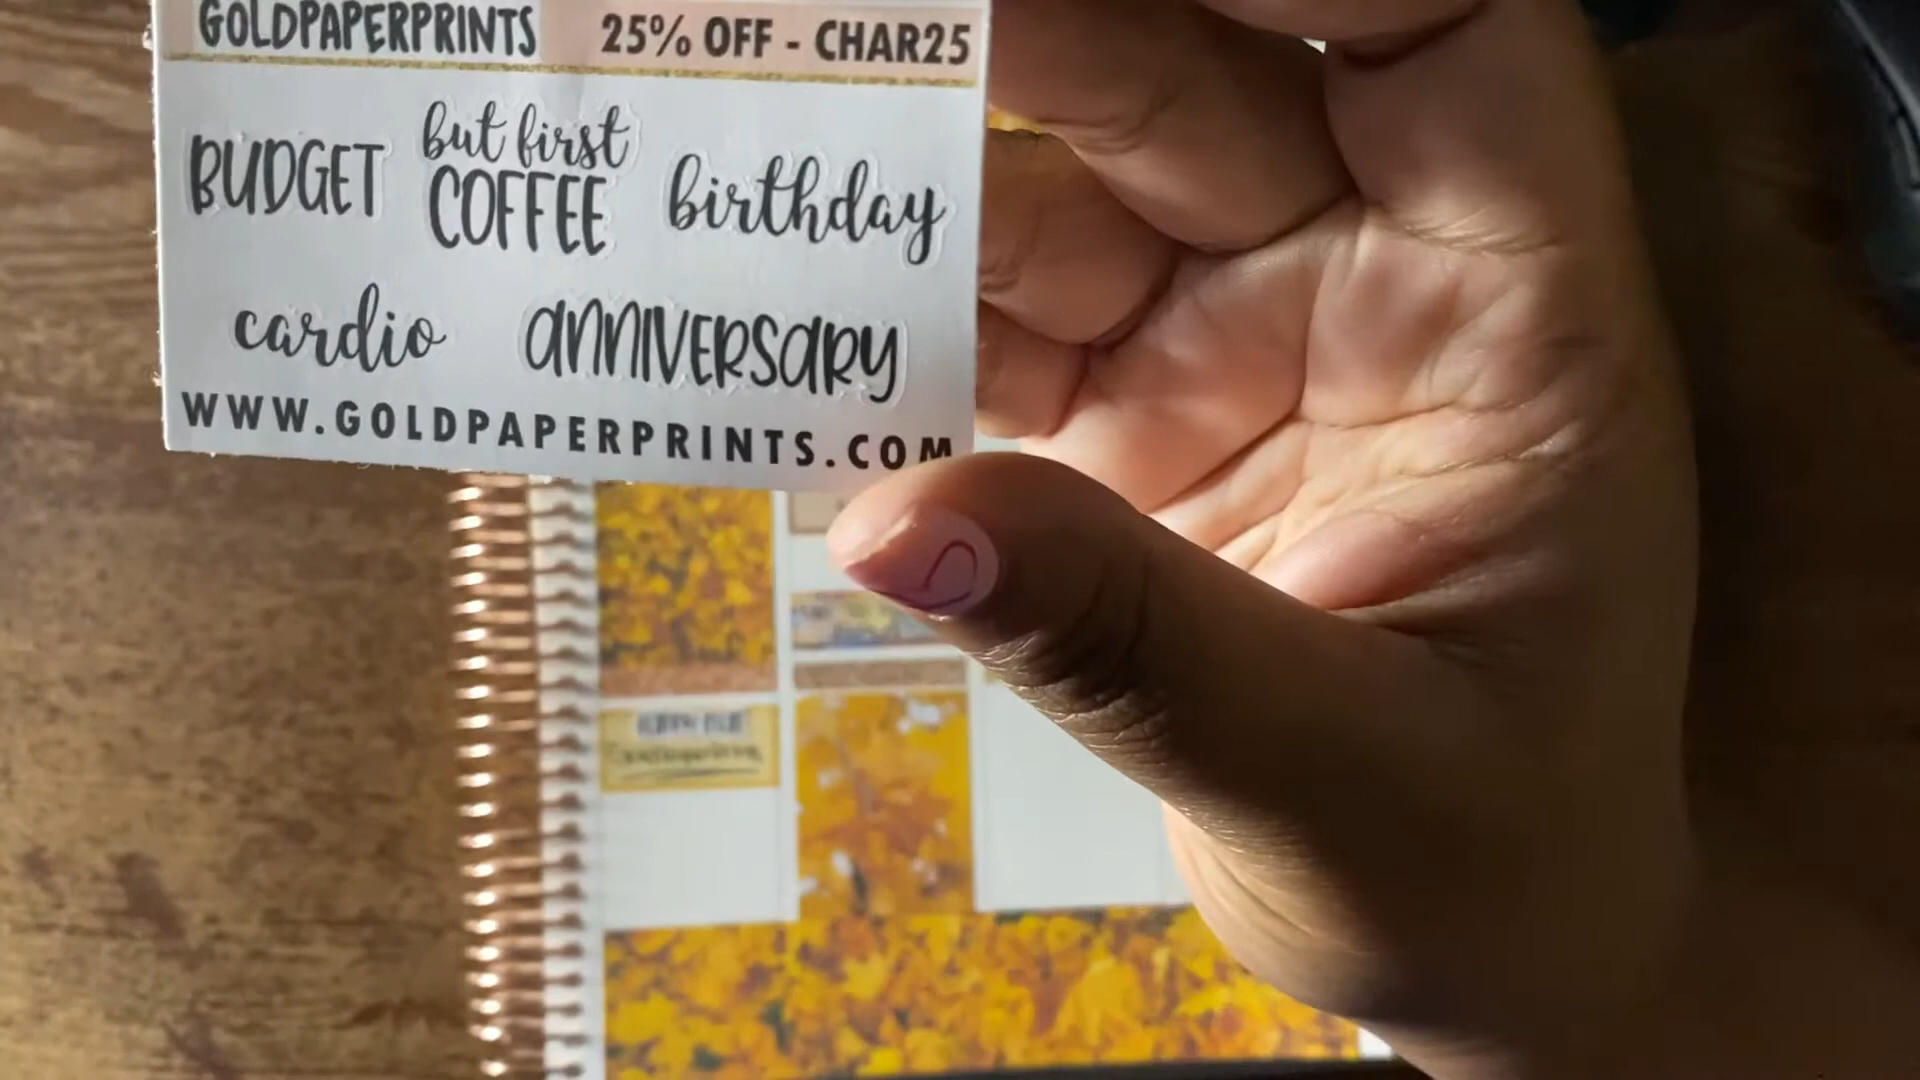 GOLDPAPERPRINTS 25% OFF - CHAR25
BUDGET but first COFFEE birthday
cardio ANNIVERSARY
WWW.GOLDPAPERPRINTS.COM